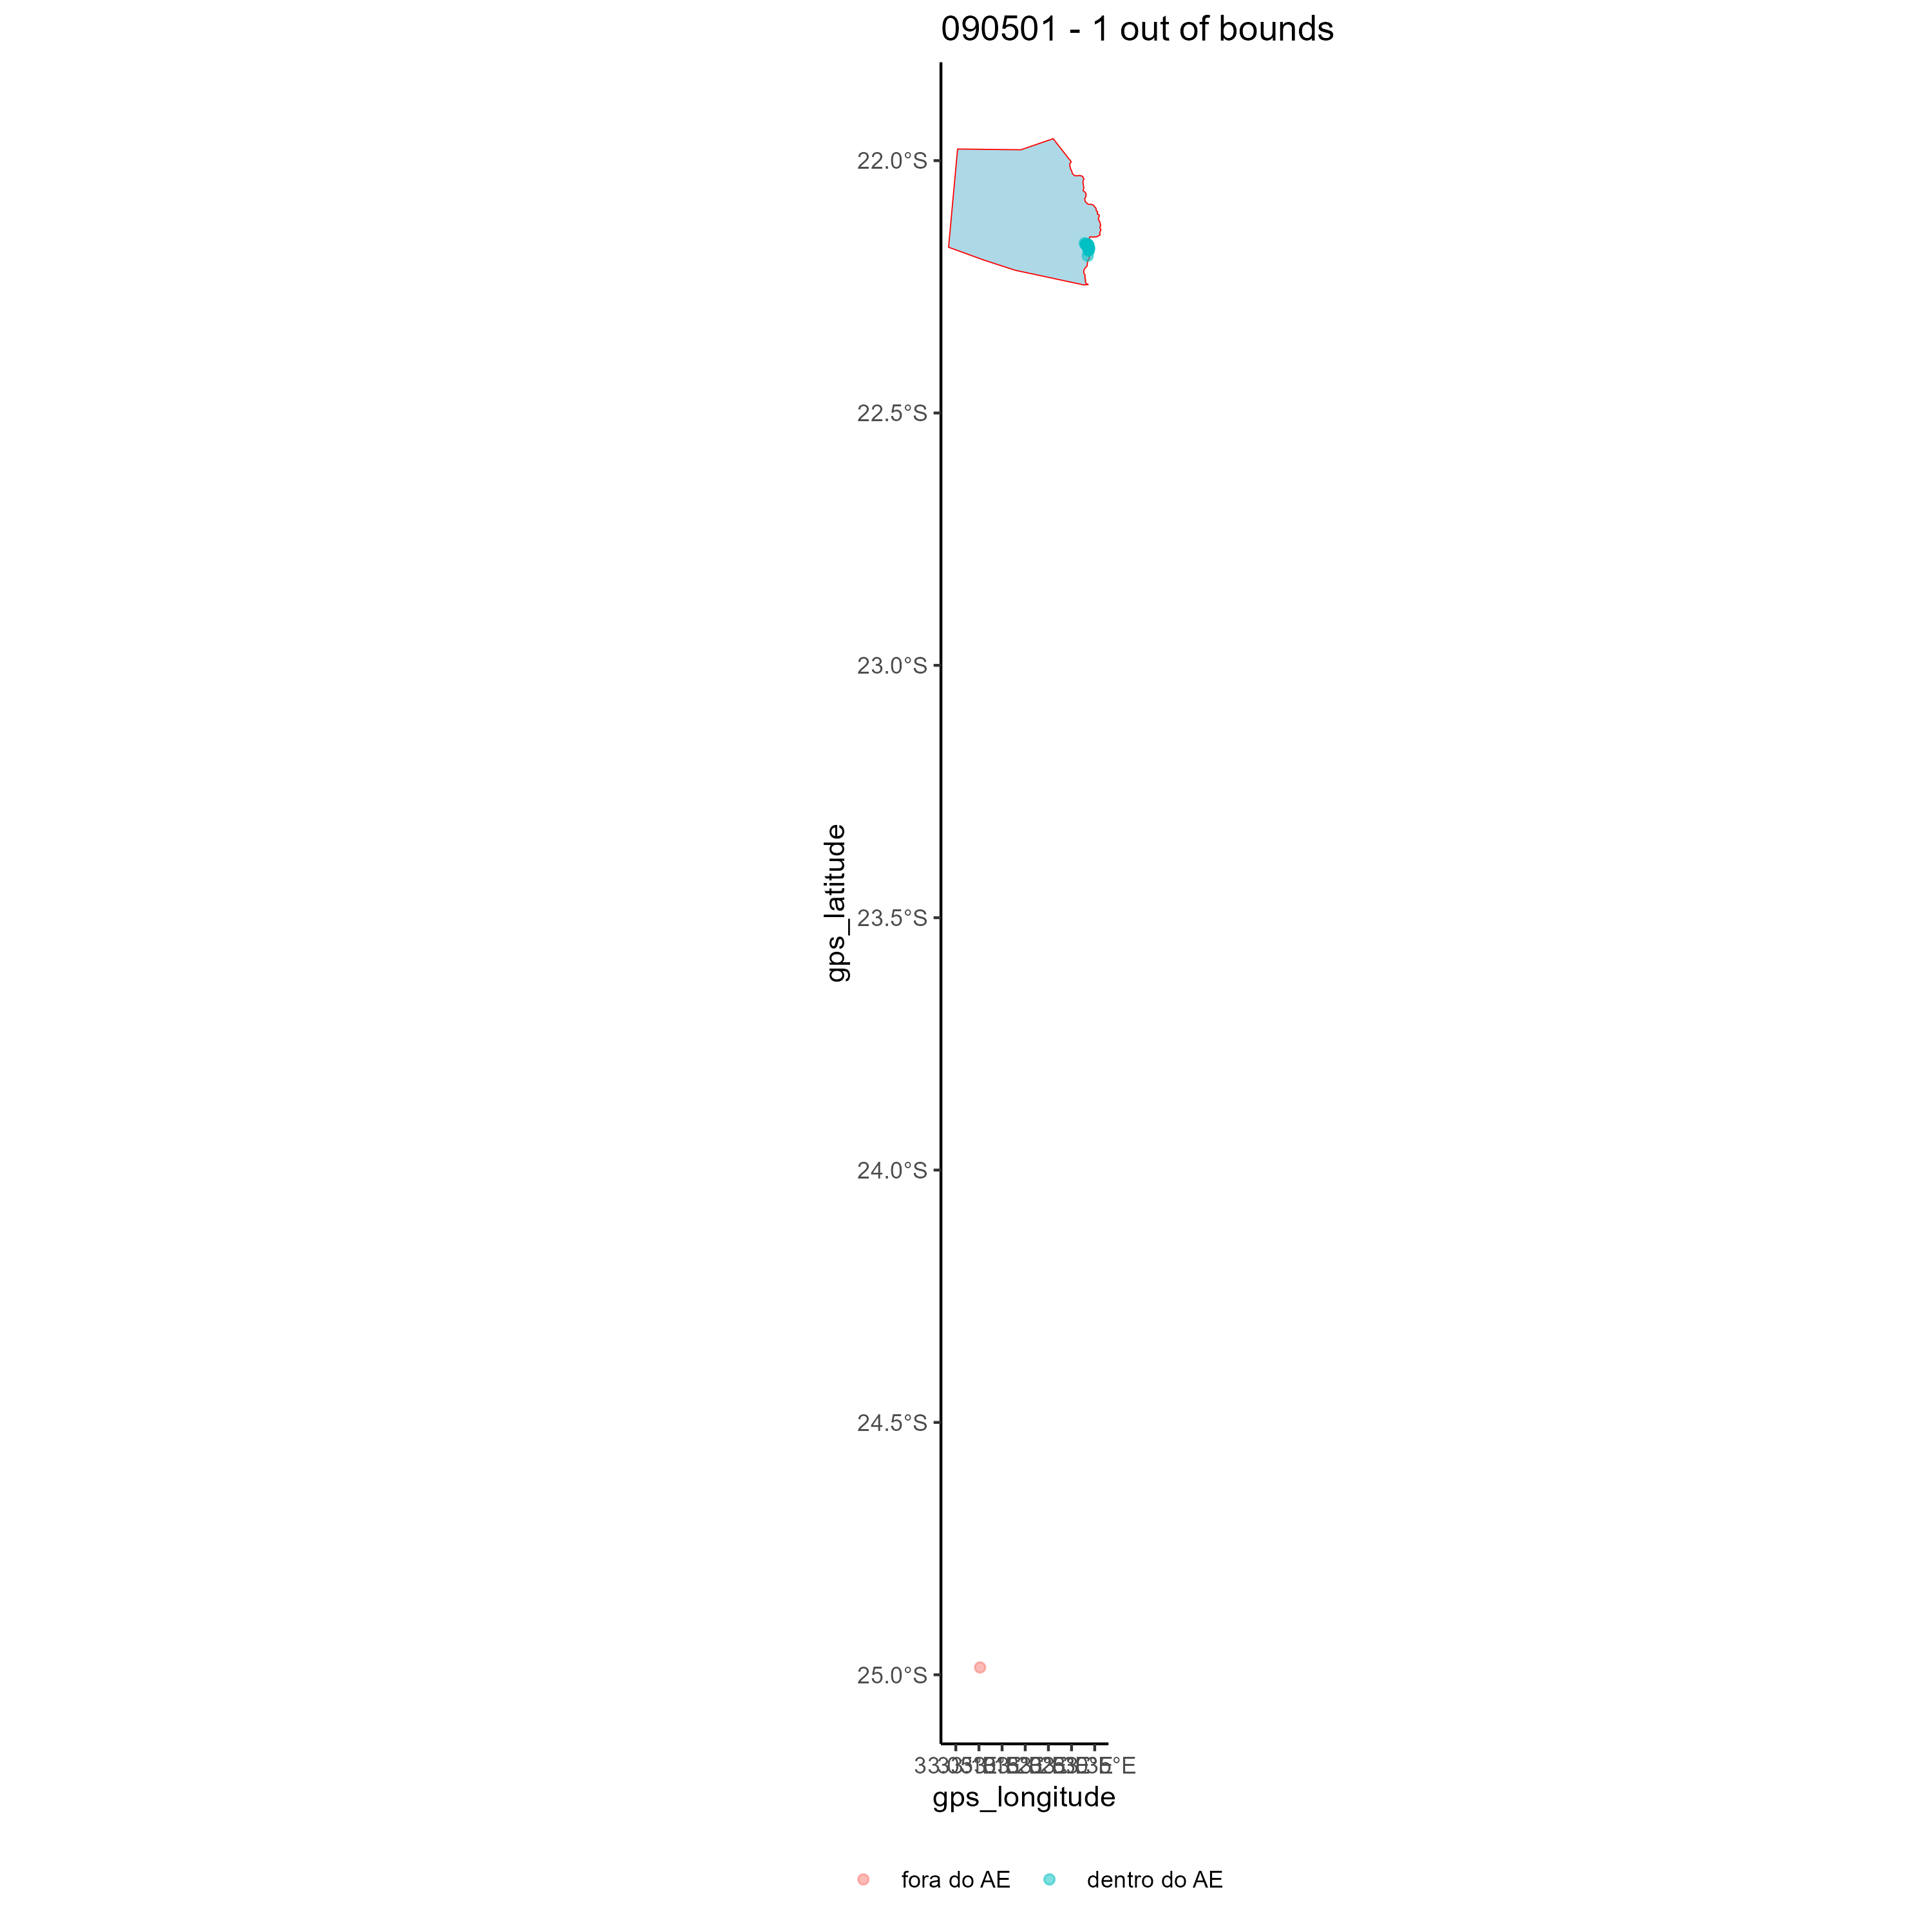 090501 - 1 out of bounds
22.0°S
22.5°S
23.0°S
23.5°S
24.0°S
24.5°S
25.0°S
gps_latitude
gps_longitude
fora do AE
dentro do AE